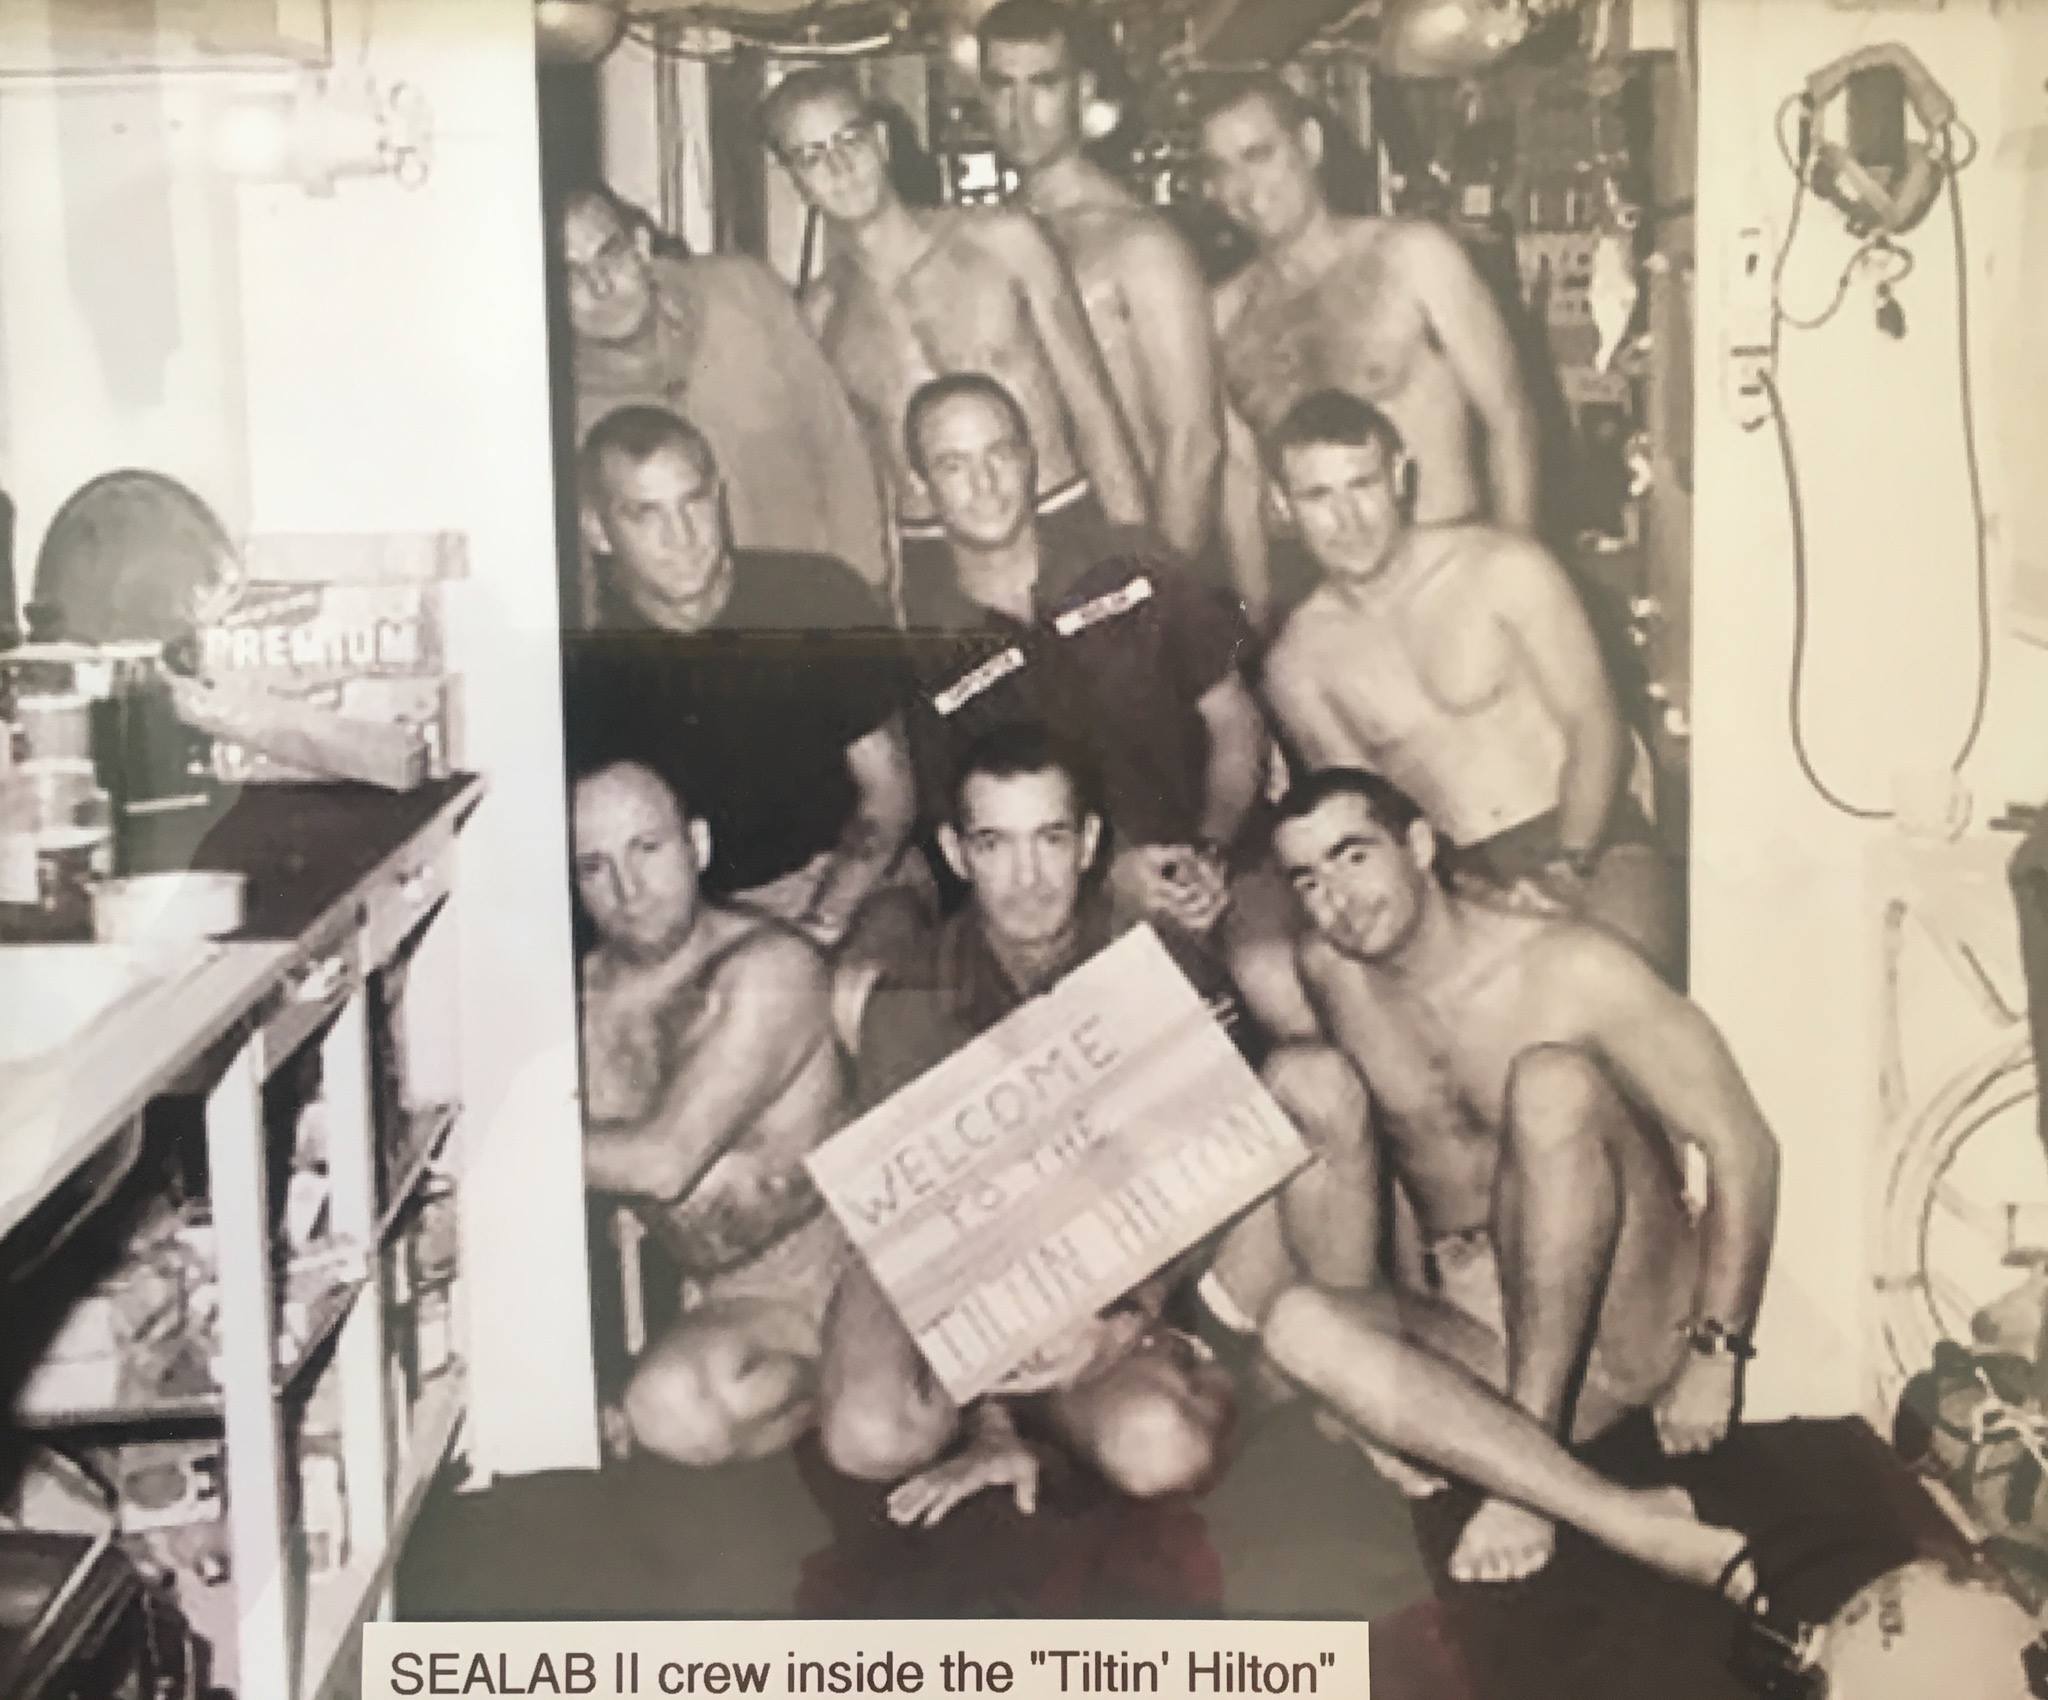 PREMIUM
WELCOME
TO THE
TILTIN HILTON
SEALAB II crew inside the "Tiltin' Hilton"